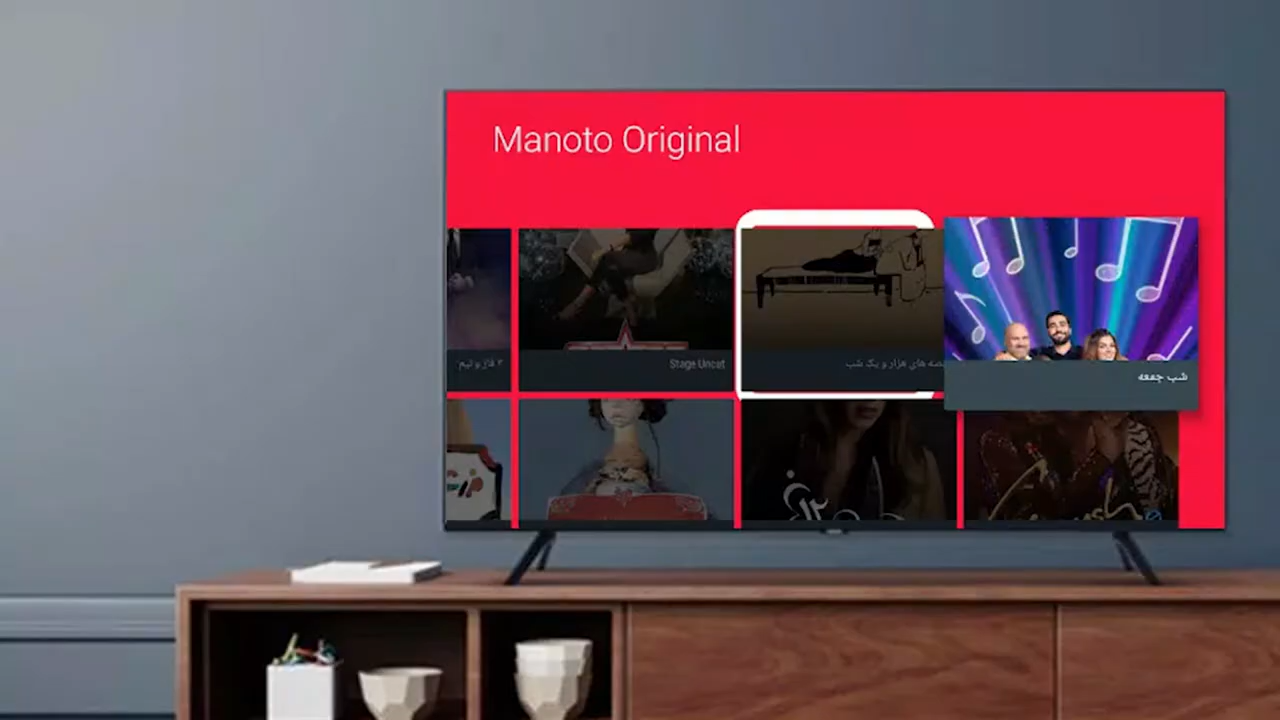 Manoto Original
Stage Uncut
قصه های هزار و یک شب
شب جمعه